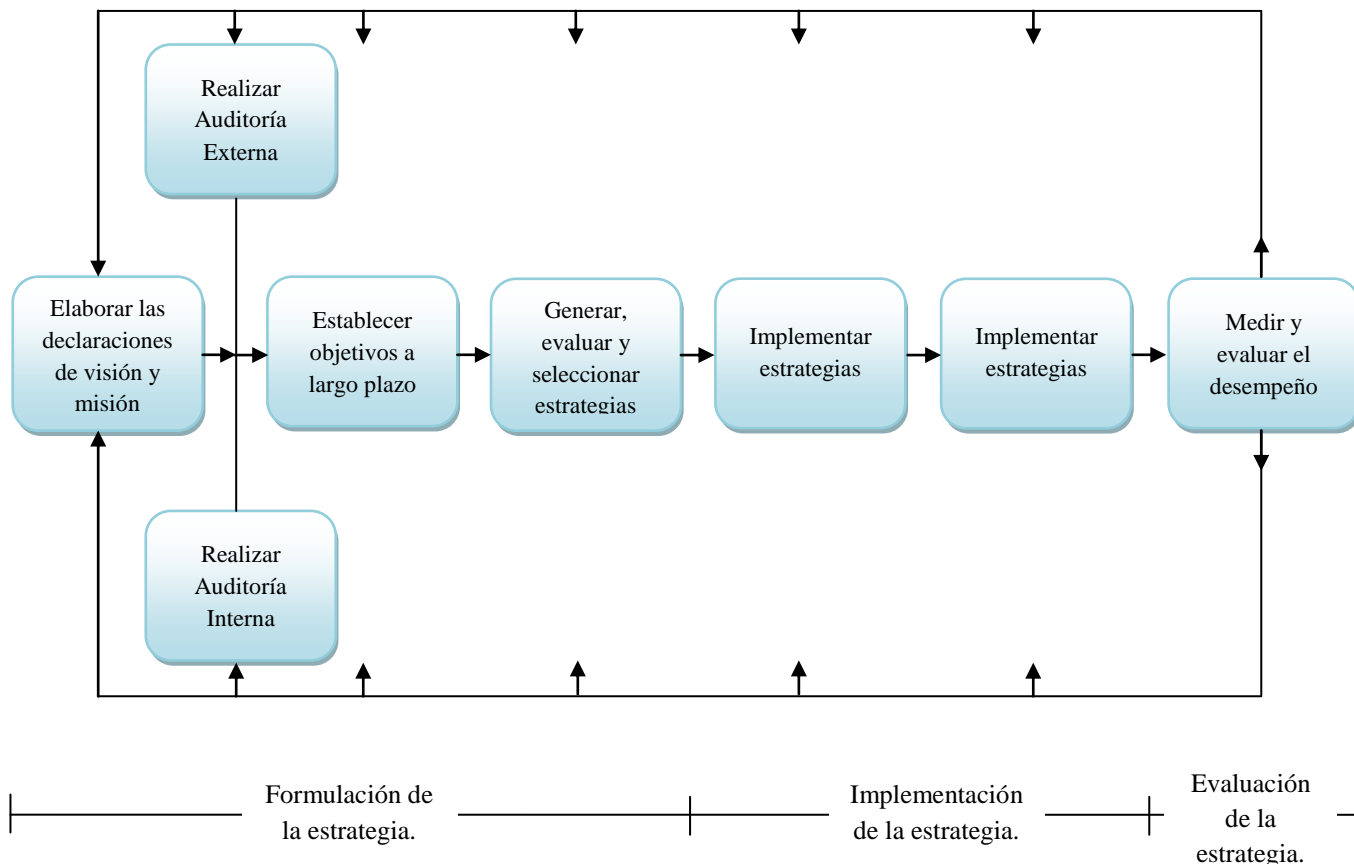 Realizar
Auditoría
Externa
Elaborar las
declaraciones
de visión y
misión
Establecer
objetivos a
largo plazo
Generar,
evaluar y
seleccionar
estrategias
Implementar
estrategias
Implementar
estrategias
Medir y
evaluar el
desempeño
Realizar
Auditoría
Interna
Formulación de
la estrategia.
Implementación
de la estrategia.
Evaluación
de la
estrategia.